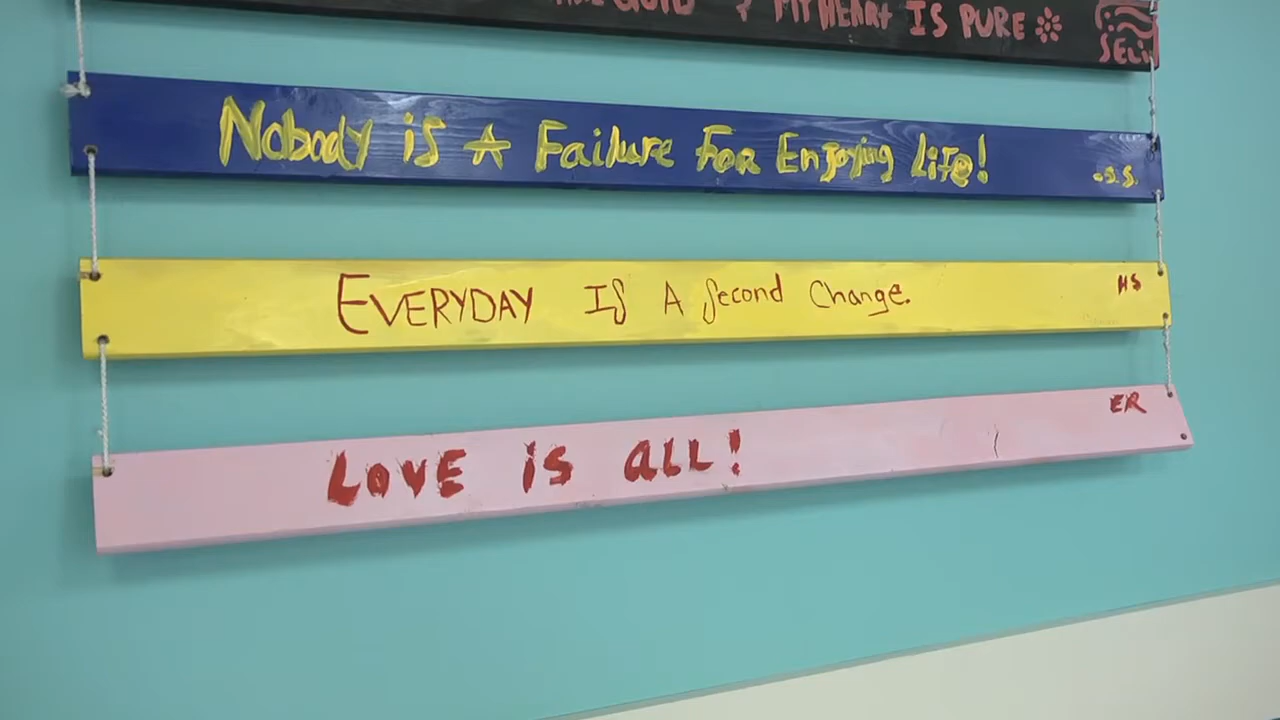 GOLD & MY HEART IS PURE
Nobody is A Failure For Enjoying Life! .S.S.
EVERYDAY IS A Second Change. HS
LOVE is all! ER